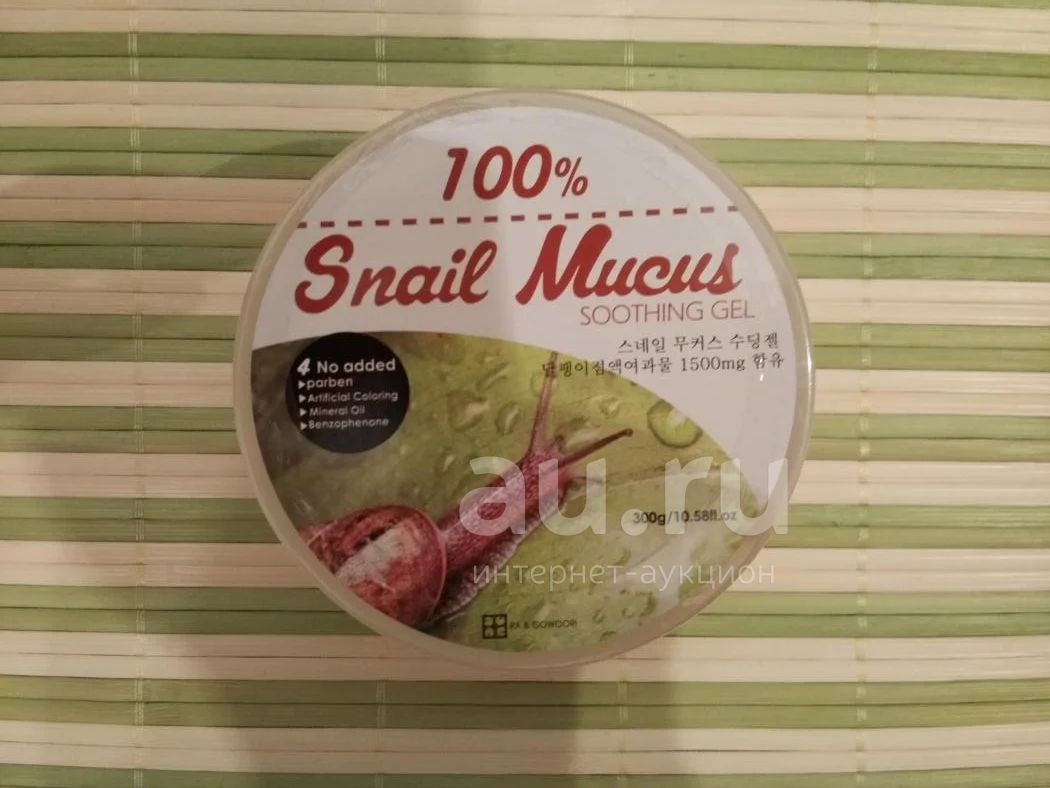 100%
Snail Mucus
SOOTHING GEL
스네일 무커스 수딩젤
달팽이점액여과물 1500mg 함유
4 No added
▶parben
▶Artificial Coloring
▶Mineral Oil
▶Benzophenone
au.ru
300g/10.58fl.oz
интернет-аукцион